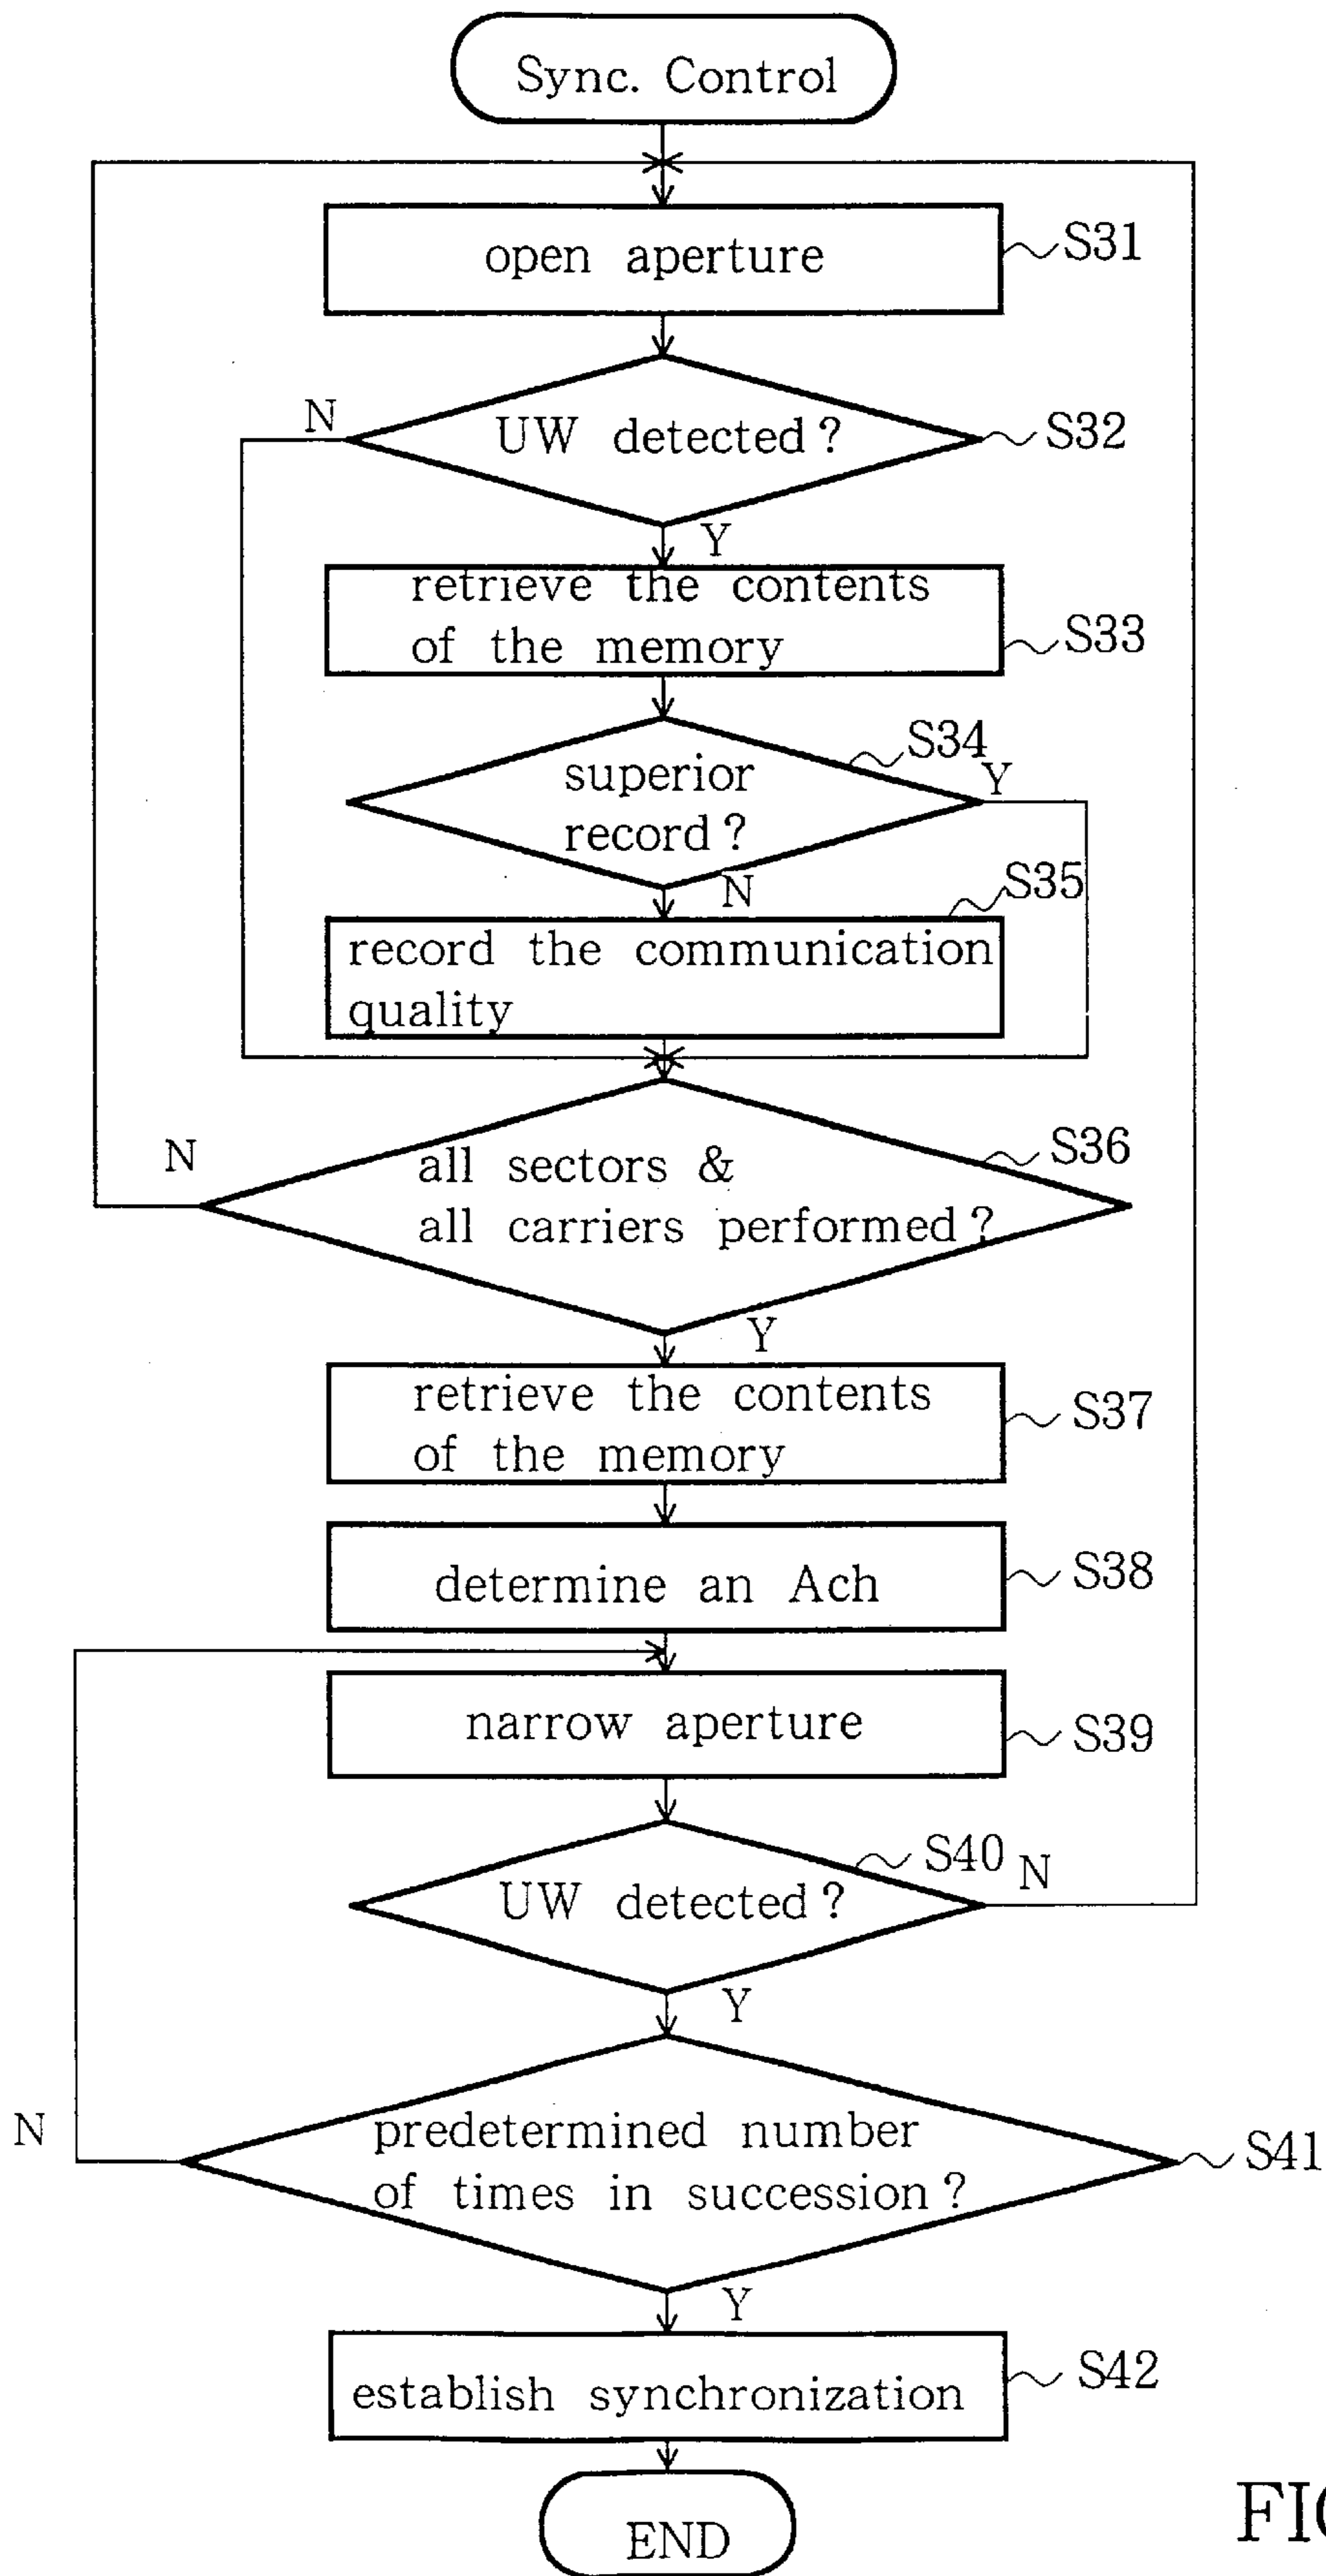 Sync. Control
open aperture
S31
N
UW detected?
S32
Y
retrieve the contents
of the memory
S33
S34
superior
record?
Y
N
S35
record the communication
quality
N
all sectors &
all carriers performed?
S36
Y
retrieve the contents
of the memory
S37
determine an Ach
S38
narrow aperture
S39
S40
N
UW detected?
Y
N
predetermined number
of times in succession?
S41
Y
establish synchronization
S42
END